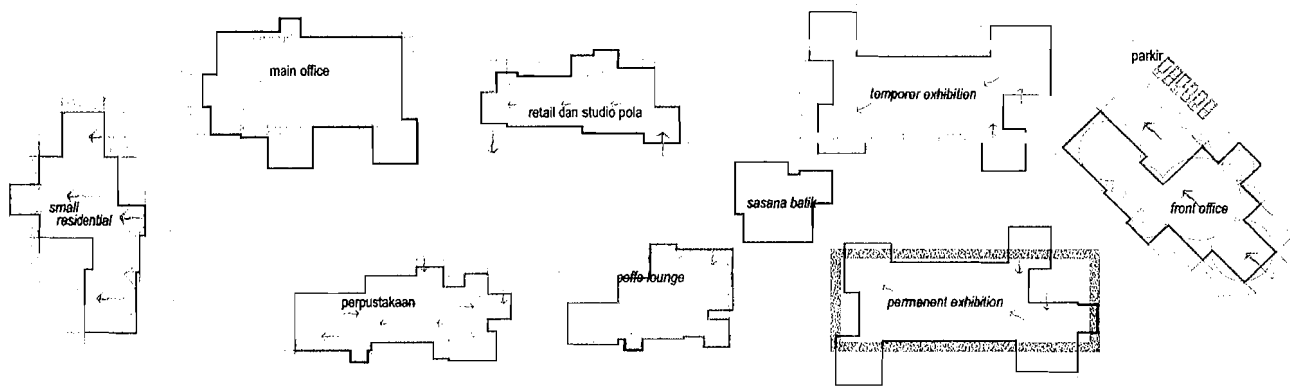 main office
retail dan studio pola
temporer exhibition
parkir
small
residential
sasana batik
front office
perpustakaan
coffe lounge
permanent exhibition